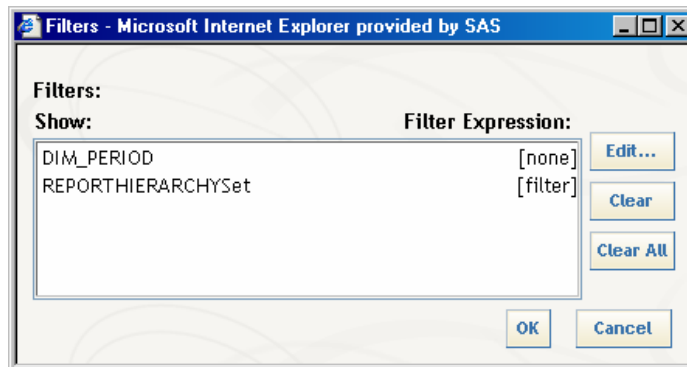 Filters - Microsoft Internet Explorer provided by SAS
Filters:
Show: Filter Expression:
DIM_PERIOD [none]
REPORTHIERARCHYSet [filter]
Edit...
Clear
Clear All
OK Cancel